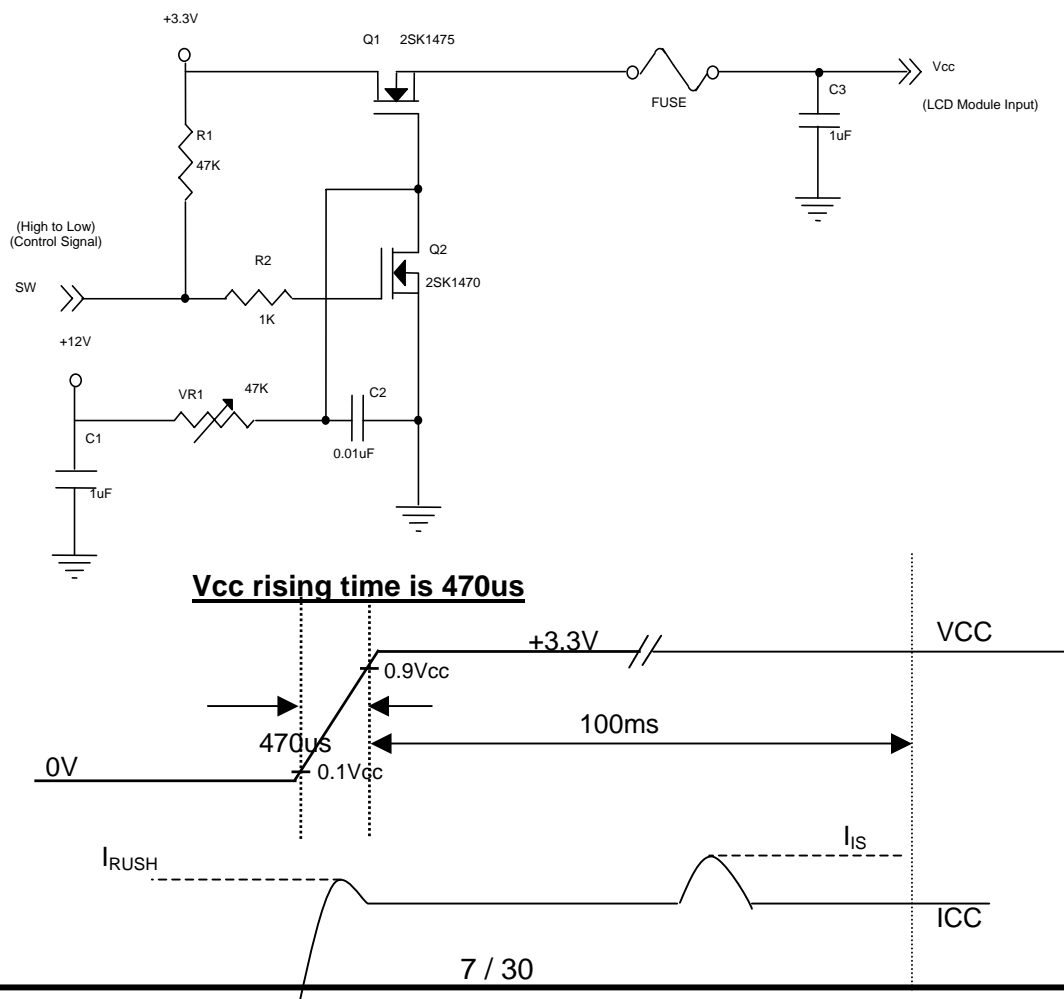 +3.3V
Q1 2SK1475
FUSE
C3
1uF
Vcc
(LCD Module Input)
R1
47K
(High to Low)
(Control Signal)
SW
R2
1K
Q2
2SK1470
+12V
VR1
47K
C2
0.01uF
C1
1uF
Vcc rising time is 470us
+3.3V
VCC
0.9Vcc
470us
100ms
0V
0.1Vcc
IRUSH
IIS
ICC
7 / 30